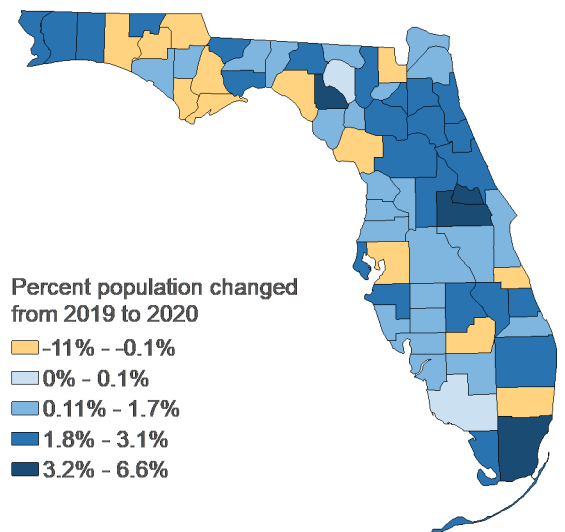 Percent population changed
from 2019 to 2020
-11% - -0.1%
0% - 0.1%
0.11% - 1.7%
1.8% - 3.1%
3.2% - 6.6%